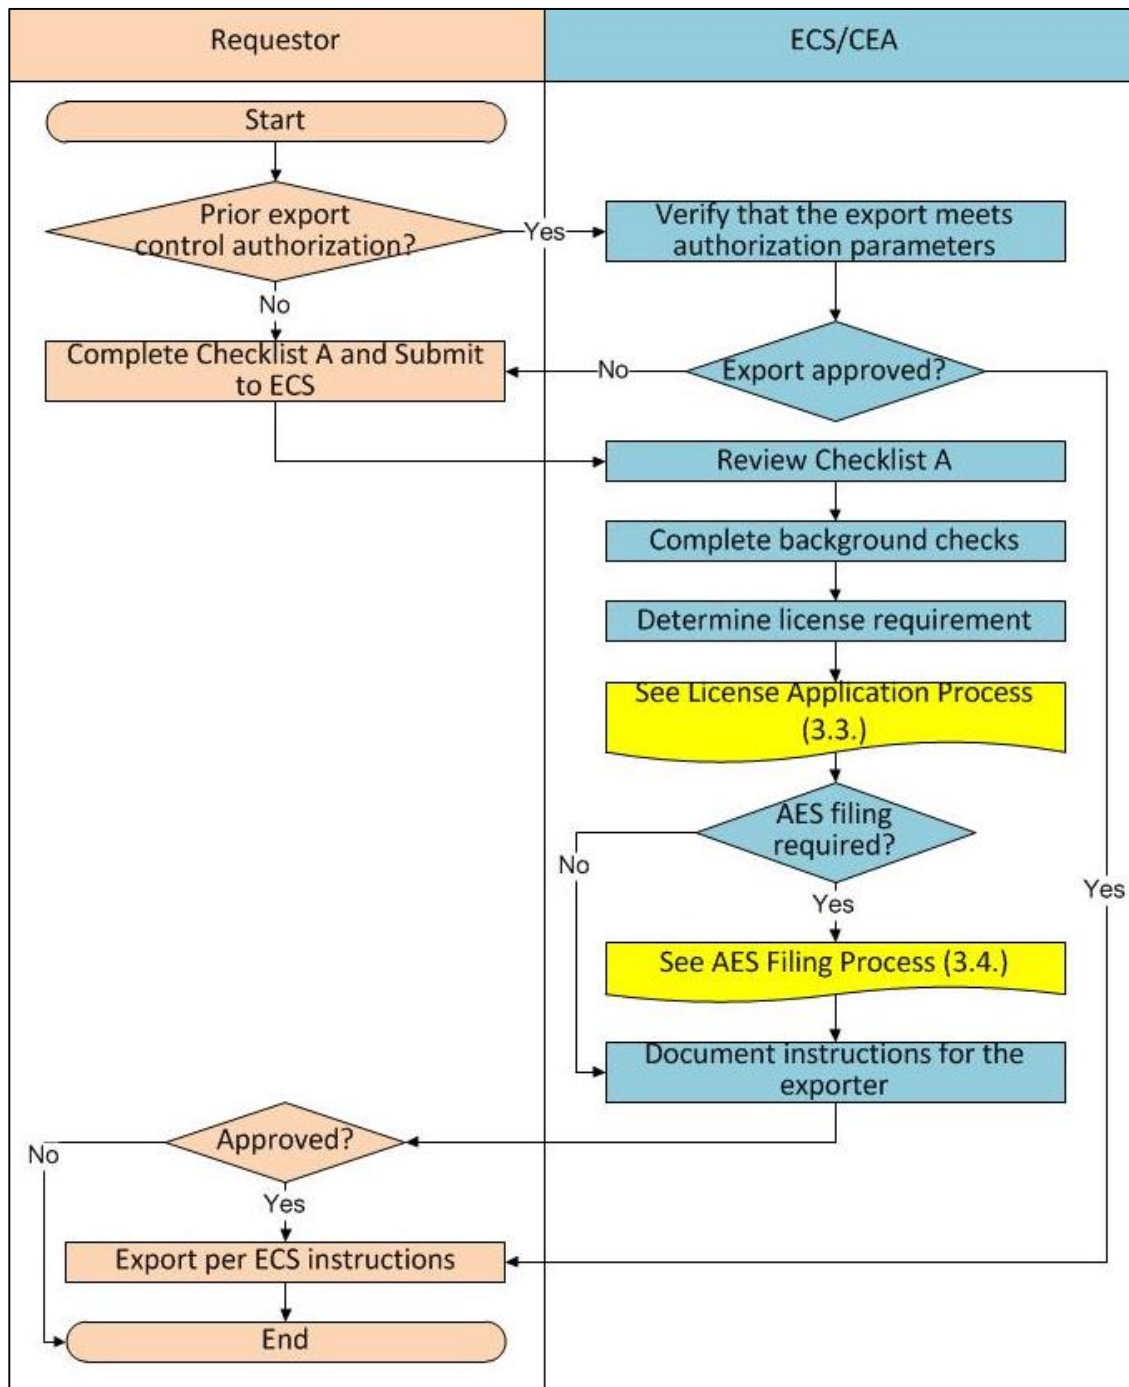 Requestor
ECS/CEA
Start
Prior export
control authorization?
Yes
Verify that the export meets
authorization parameters
No
Complete Checklist A and Submit
to ECS
No
Export approved?
Review Checklist A
Complete background checks
Determine license requirement
See License Application Process
(3.3.)
AES filing
required?
No
Yes
Yes
See AES Filing Process (3.4.)
Document instructions for the
exporter
Approved?
No
Yes
Export per ECS instructions
End